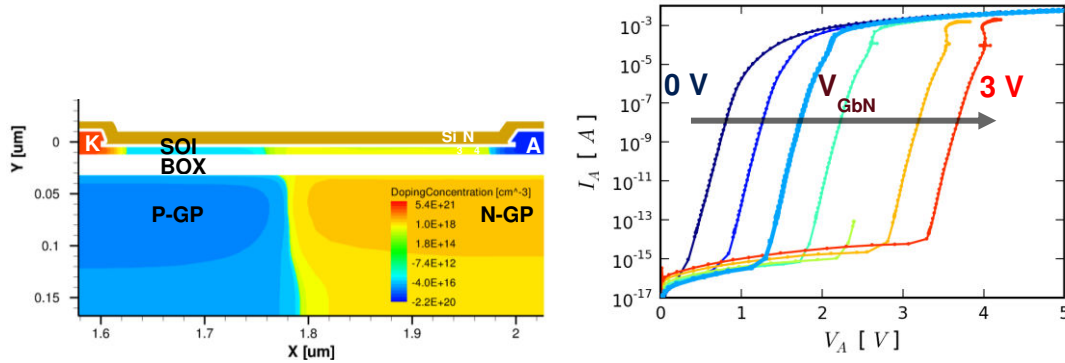 Y [um]
0
0.05
0.1
0.15
K
SOI
BOX
Si N
3 4
A
P-GP
N-GP
DopingConcentration [cm^-3]
5.4E+21
1.0E+18
1.8E+14
-7.4E+12
-4.0E+16
-2.2E+20
1.6 1.7 1.8 1.9 2
X [um]
I_A [ A ]
10^-3
10^-5
10^-7
10^-9
10^-11
10^-13
10^-15
10^-17
0 V V_GbN 3 V
0 1 2 3 4 5
V_A [ V ]